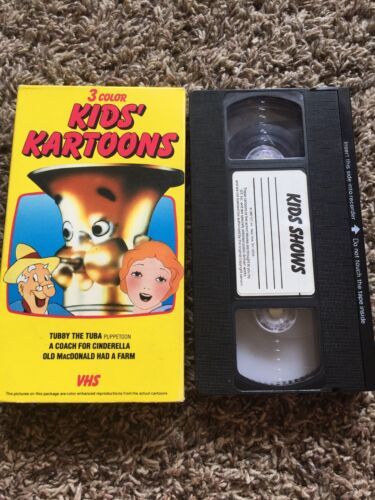 3 COLOR
KIDS'
KARTOONS
TUBBY THE TUBA PUPPETOON
A COACH FOR CINDERELLA
OLD MacDONALD HAD A FARM
VHS
The pictures on this package are color enhanced reproductions from the actual cartoons
KIDS SHOWS
Insert this side into recorder
Do not touch the tape inside